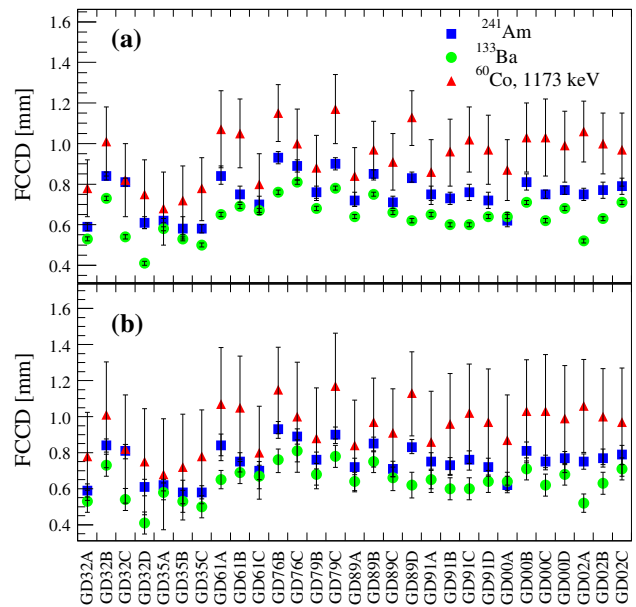 (a)
241Am
133Ba
60Co, 1173 keV
FCCD [mm]
1.6
1.4
1.2
1.0
0.8
0.6
0.4
(b)
FCCD [mm]
1.6
1.4
1.2
1.0
0.8
0.6
0.4
GD32A
GD32B
GD32C
GD32D
GD35A
GD35B
GD35C
GD61A
GD61B
GD61C
GD76B
GD76C
GD79B
GD79C
GD89A
GD89B
GD89C
GD89D
GD91A
GD91B
GD91C
GD91D
GD00A
GD00B
GD00C
GD00D
GD02A
GD02B
GD02C